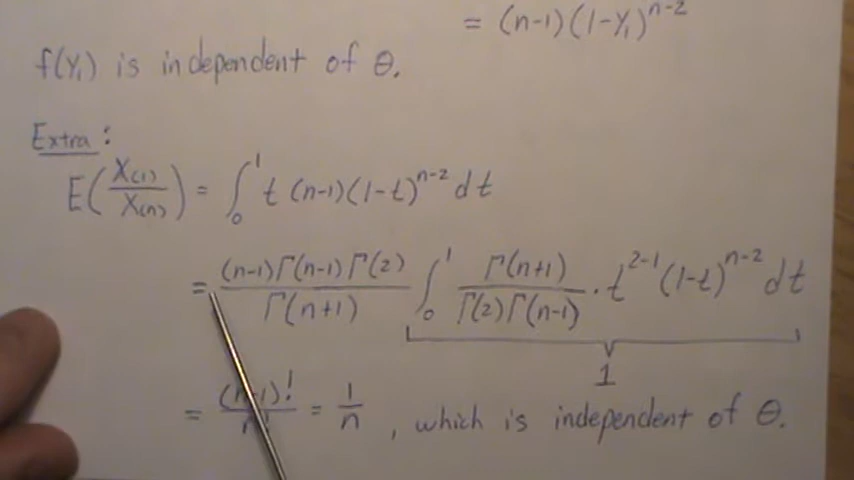 = (n-1)(1-Y₁)ⁿ⁻²
f(Y₁) is independent of θ.
Extra:
E(X₍₁₎/X₍ₙ₎) = ∫₀¹ t (n-1)(1-t)ⁿ⁻² dt
= (n-1)Γ(n-1)Γ(2)/Γ(n+1) ∫₀¹ Γ(n+1)/Γ(2)Γ(n-1) · t²⁻¹(1-t)ⁿ⁻² dt
1
= (n-1)!/n! = 1/n , which is independent of θ.